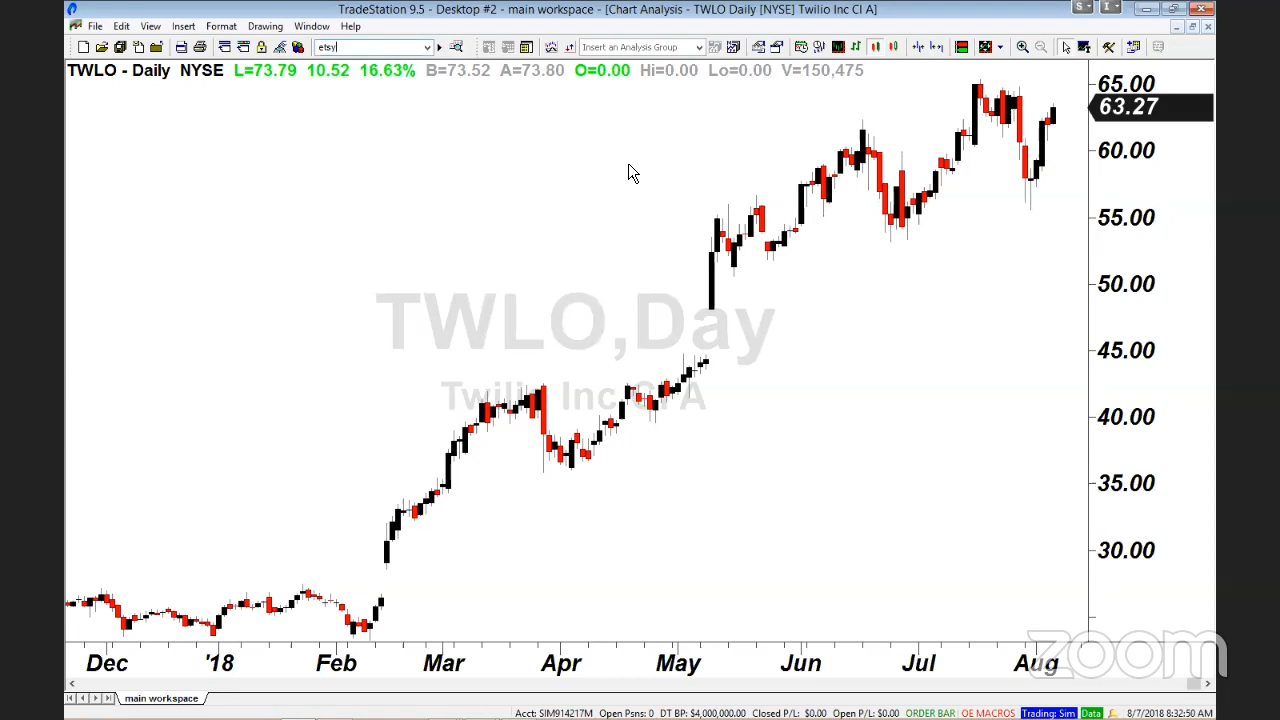 TradeStation 9.5 - Desktop #2 - main workspace - [Chart Analysis - TWLO Daily [NYSE] Twilio Inc Cl A]
S
I
File Edit View Insert Format Drawing Window Help
etsy
Insert an Analysis Group
TWLO - Daily NYSE L=73.79 10.52 16.63% B=73.52 A=73.80 O=0.00 Hi=0.00 Lo=0.00 V=150,475
65.00
63.27
60.00
55.00
50.00
TWLO,Day
45.00
Twilio Inc Cl A
40.00
35.00
30.00
Dec '18 Feb Mar Apr May Jun Jul Aug
zoom
main workspace
Acct: SIM914217M Open Psns: 0 DT BP: $4,000,000.00 Closed P/L: $0.00 Open P/L: $0.00 ORDER BAR OE MACROS Trading: Sim Data 8/7/2018 8:32:50 AM